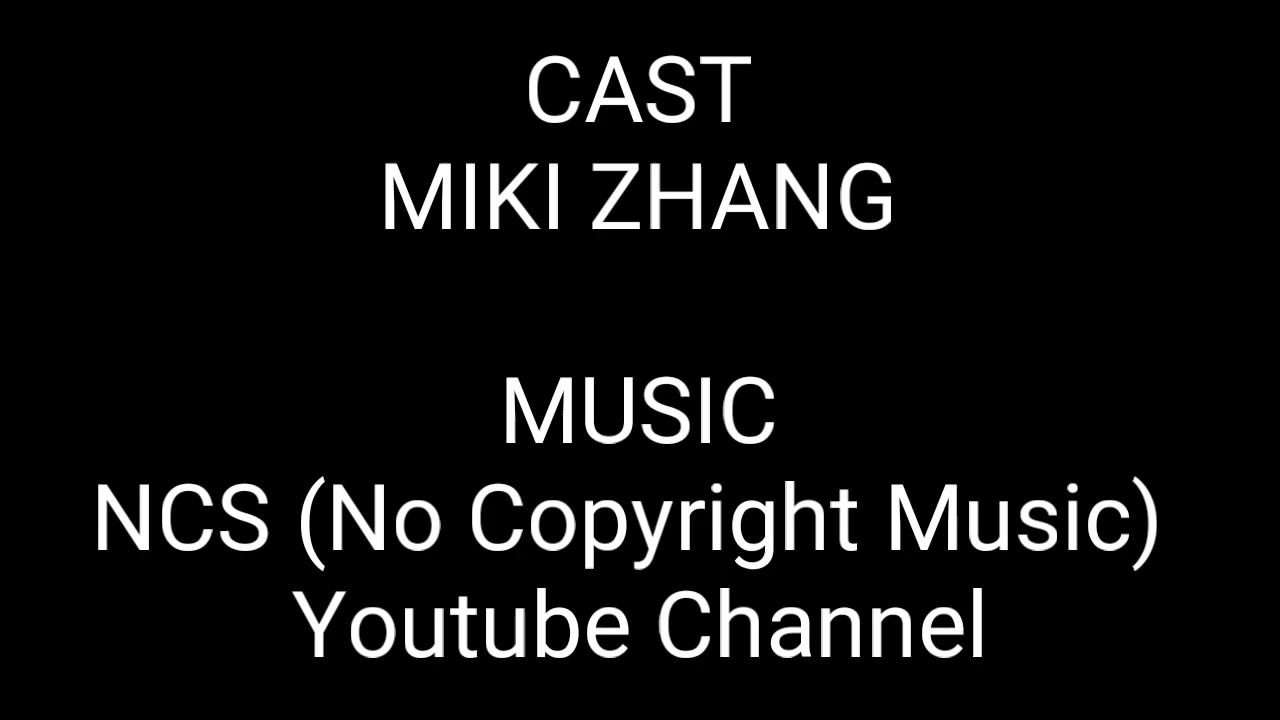 CAST
MIKI ZHANG
MUSIC
NCS (No Copyright Music)
Youtube Channel